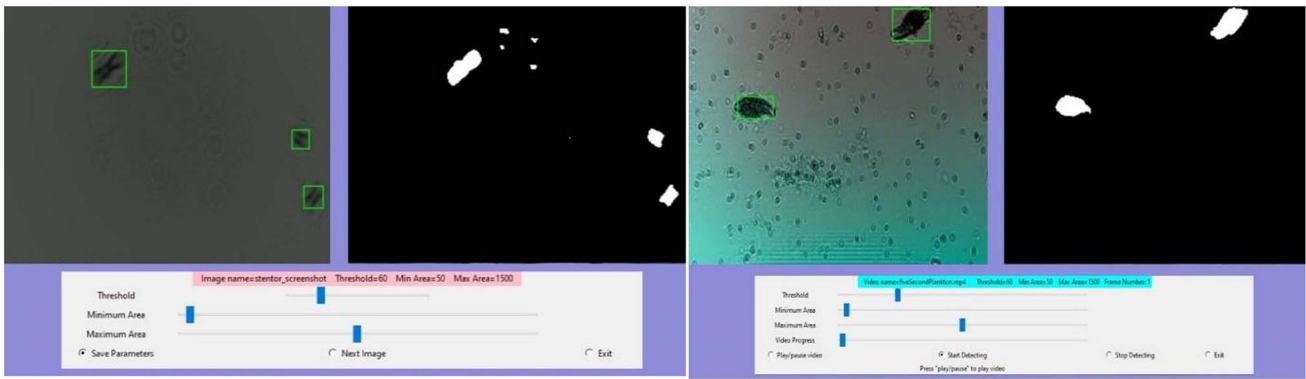 Image name=stentor_screenshot Threshold=60 Min Area=50 Max Area=1500
Threshold
Minimum Area
Maximum Area
Save Parameters Next Image Exit
Video name=fiveSecondPlankton.mp4 Threshold=60 Min Area=50 Max Area=1500 Frame Number: 1
Threshold
Minimum Area
Maximum Area
Video Progress
Play/pause video Start Detecting Stop Detecting Exit
Press "play/pause" to play video